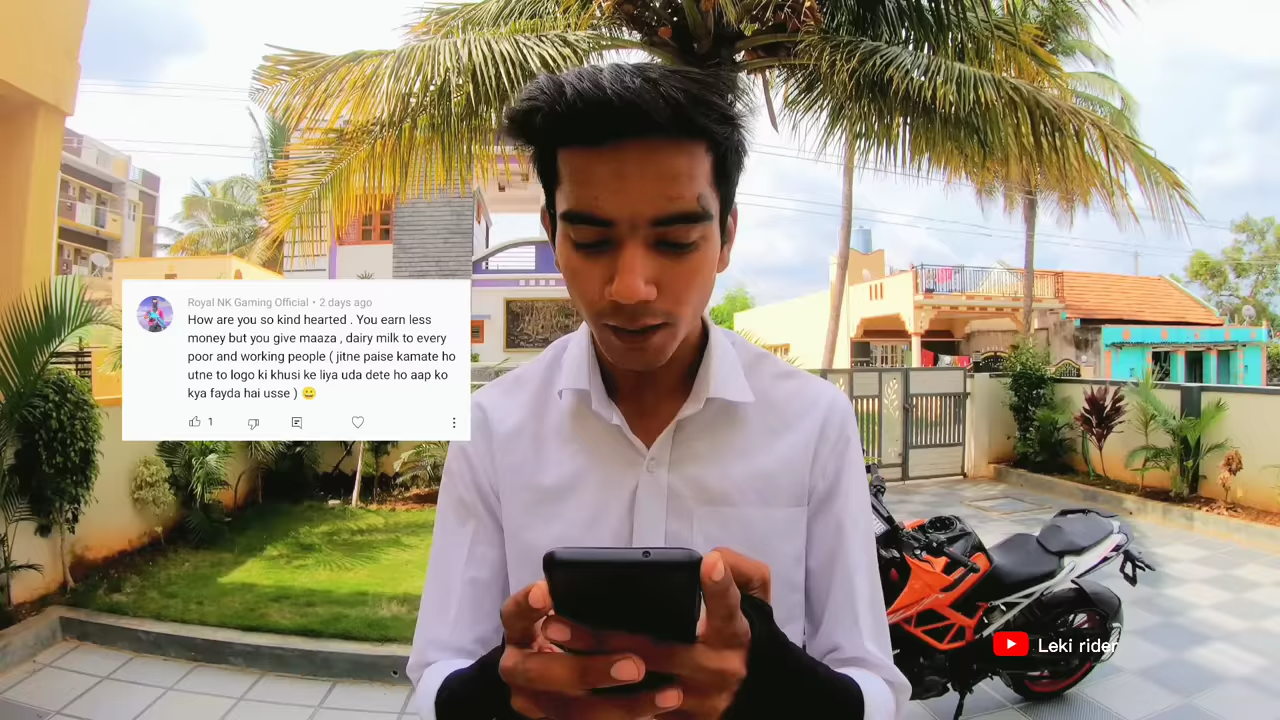 Royal NK Gaming Official • 2 days ago
How are you so kind hearted . You earn less
money but you give maaza , dairy milk to every
poor and working people ( jitne paise kamate ho
utne to logo ki khusi ke liya uda dete ho aap ko
kya fayda hai usse ) 😀
1
Leki rider